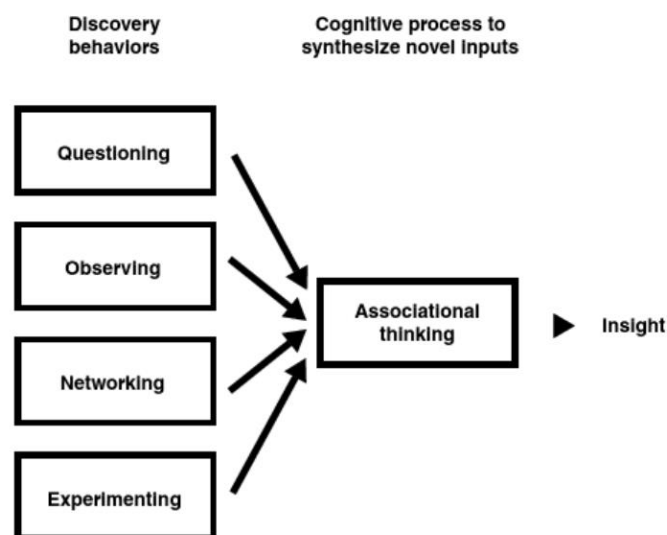 Discovery
behaviors
Cognitive process to
synthesize novel inputs
Questioning
Observing
Networking
Experimenting
Associational
thinking
Insight